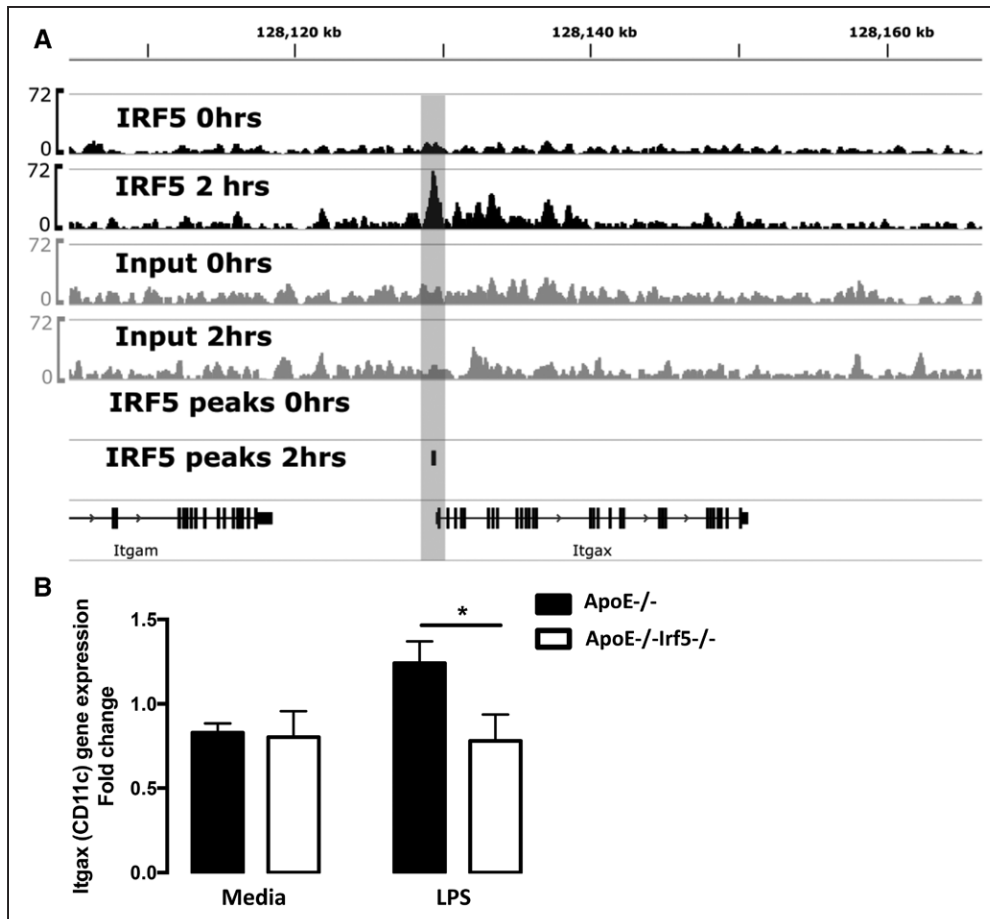 A
128,120 kb 128,140 kb 128,160 kb
72
IRF5 0hrs
0
72
IRF5 2 hrs
0
72
Input 0hrs
0
72
Input 2hrs
0
IRF5 peaks 0hrs
IRF5 peaks 2hrs
Itgam Itgax
B
Itgax (CD11c) gene expression
Fold change
1.5
1.0
0.5
0.0
*
ApoE-/-
ApoE-/-Irf5-/-
Media LPS